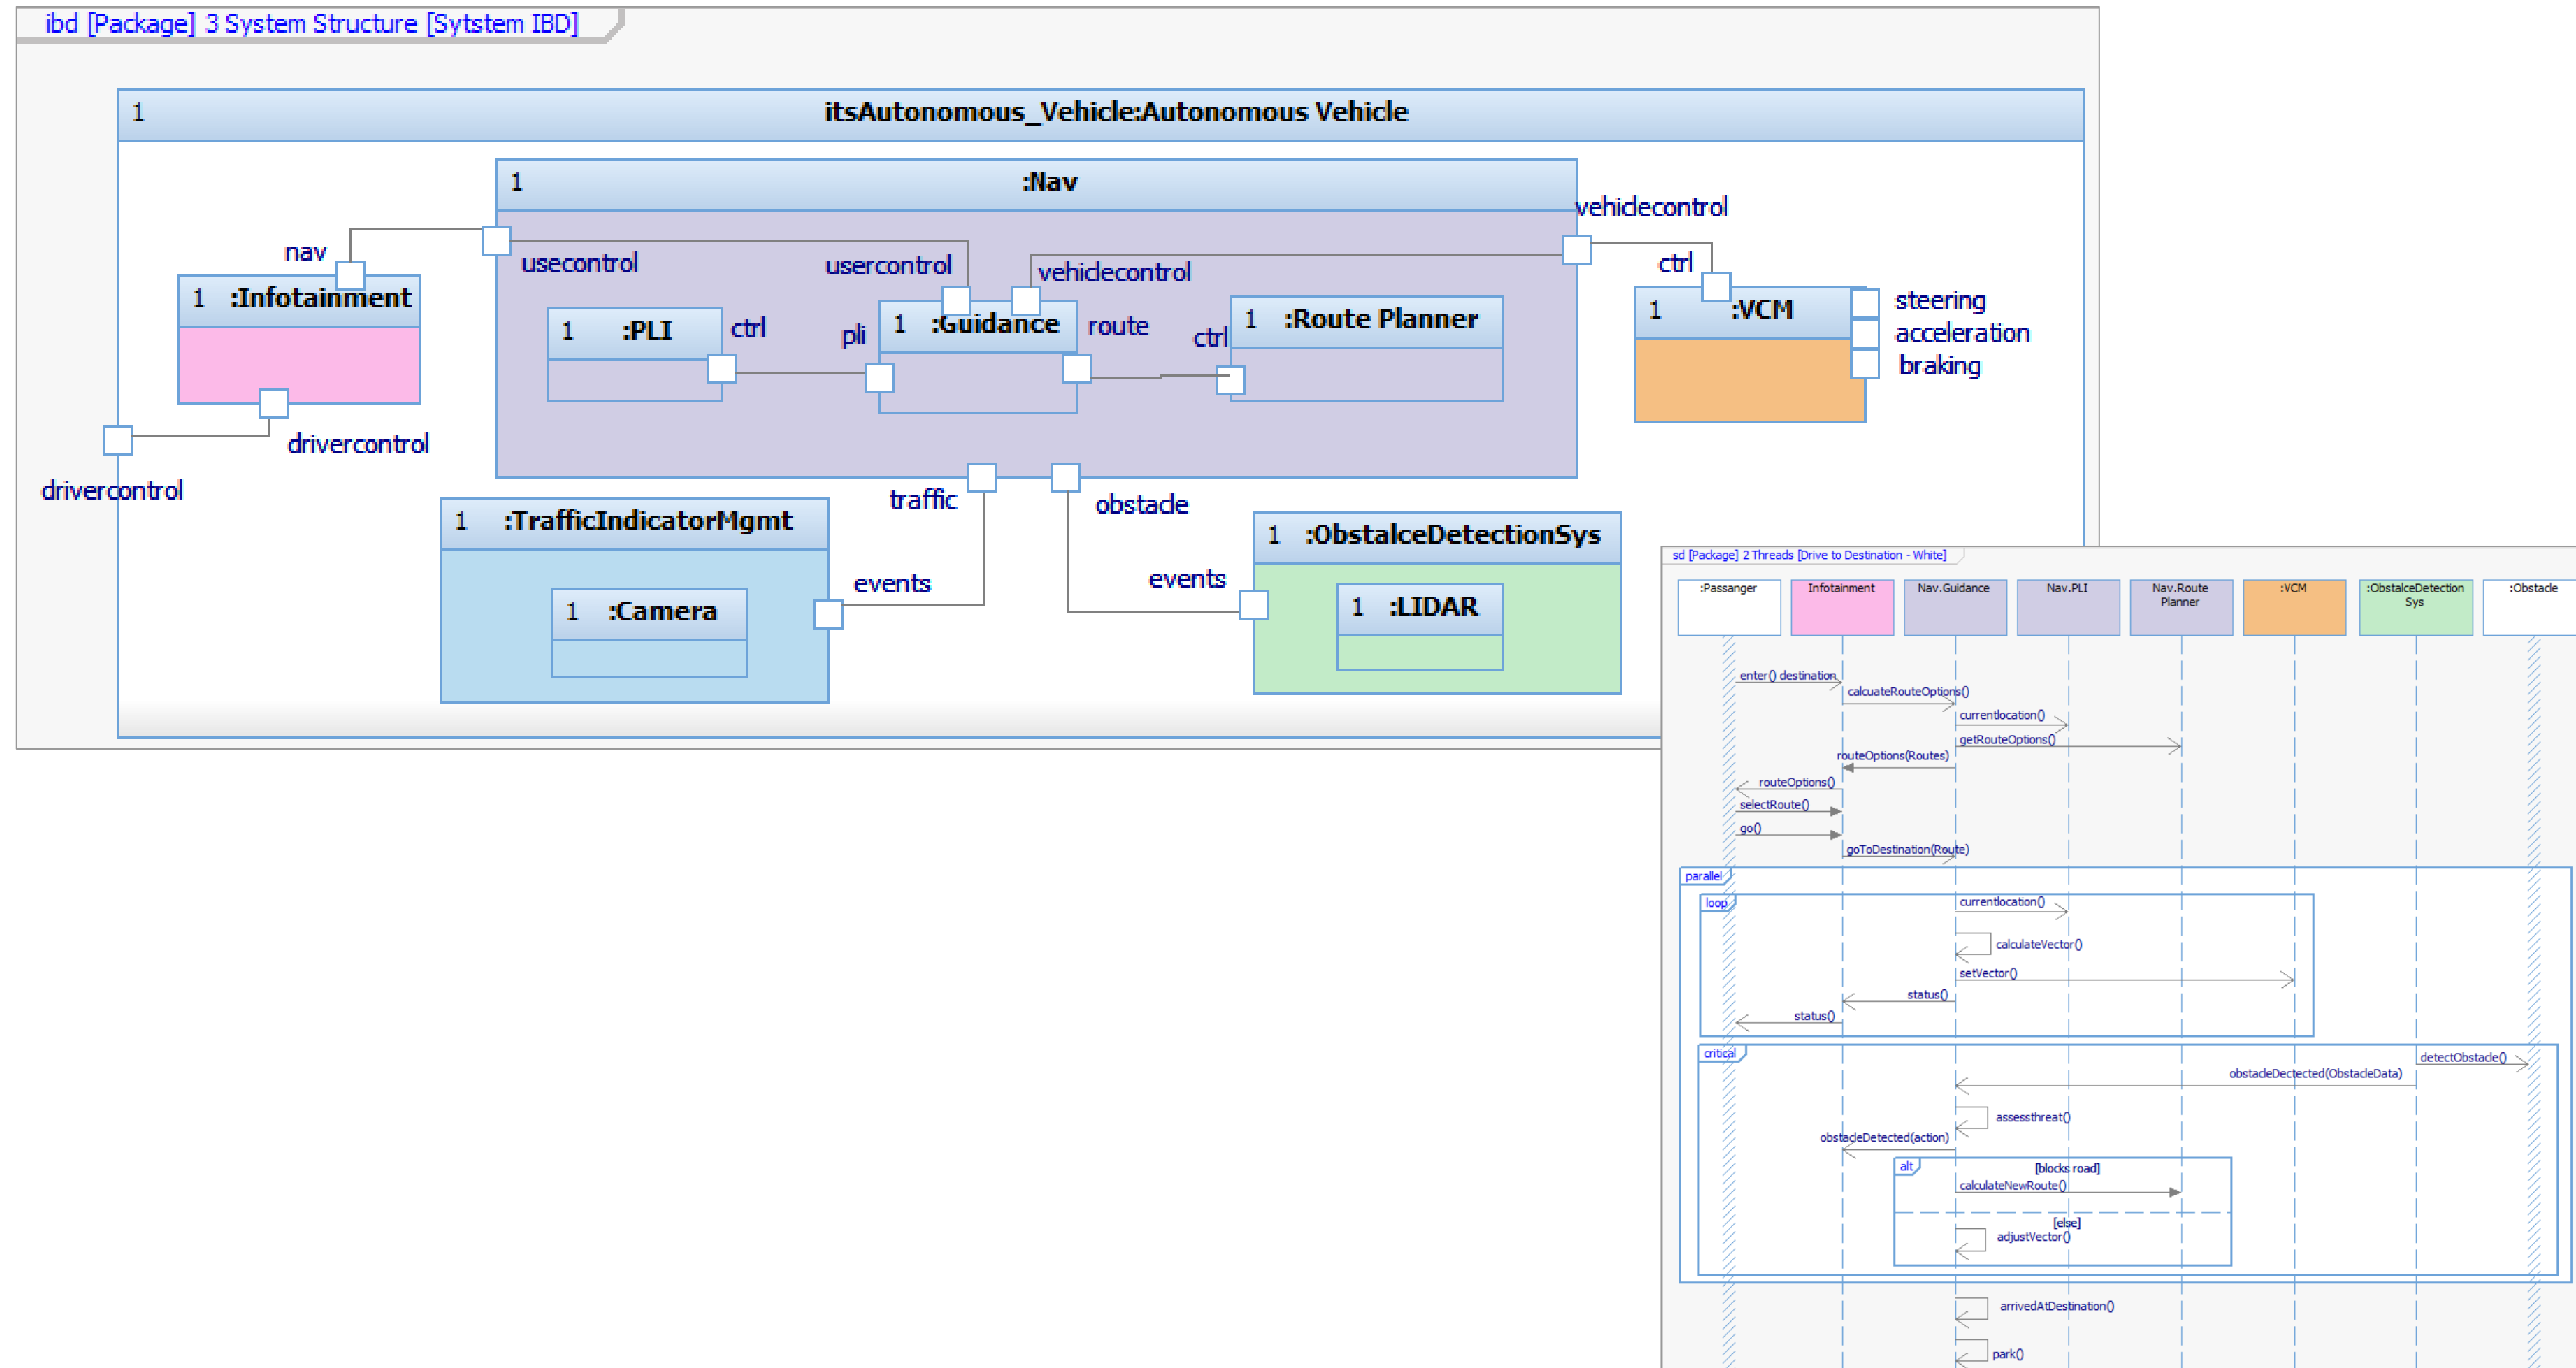 ibd [Package] 3 System Structure [Sytstem IBD]
1 itsAutonomous_Vehicle:Autonomous Vehicle
1 :Nav
vehiclecontrol
nav
usecontrol
usercontrol
vehiclecontrol
ctrl
1 :Infotainment
1 :PLI
ctrl
pli
1 :Guidance
route
ctrl
1 :Route Planner
1 :VCM
steering
acceleration
braking
drivercontrol
drivercontrol
traffic
obstacle
1 :TrafficIndicatorMgmt
events
1 :Camera
1 :ObstalceDetectionSys
events
1 :LIDAR
sd [Package] 2 Threads [Drive to Destination - White]
:Passanger
Infotainment
Nav.Guidance
Nav.PLI
Nav.Route
Planner
:VCM
:ObstalceDetection
Sys
:Obstacle
enter() destination
calcuateRouteOptions()
currentlocation()
getRouteOptions()
routeOptions(Routes)
routeOptions()
selectRoute()
go()
goToDestination(Route)
parallel
loop
currentlocation()
calculateVector()
setVector()
status()
status()
critical
detectObstacle()
obstacleDectected(ObstacleData)
assessthreat()
obstacleDetected(action)
alt
[blocks road]
calculateNewRoute()
[else]
adjustVector()
arrivedAtDestination()
park()